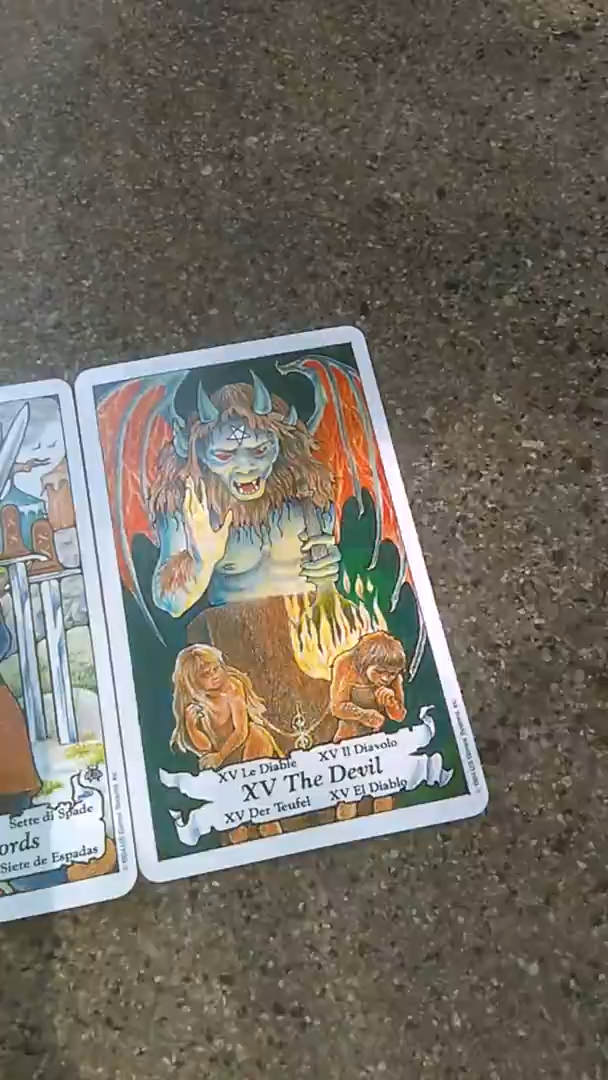 Sette di Spade
ords
Siete de Espadas
XV Le Diable XV Il Diavolo
XV The Devil
XV Der Teufel XV El Diablo